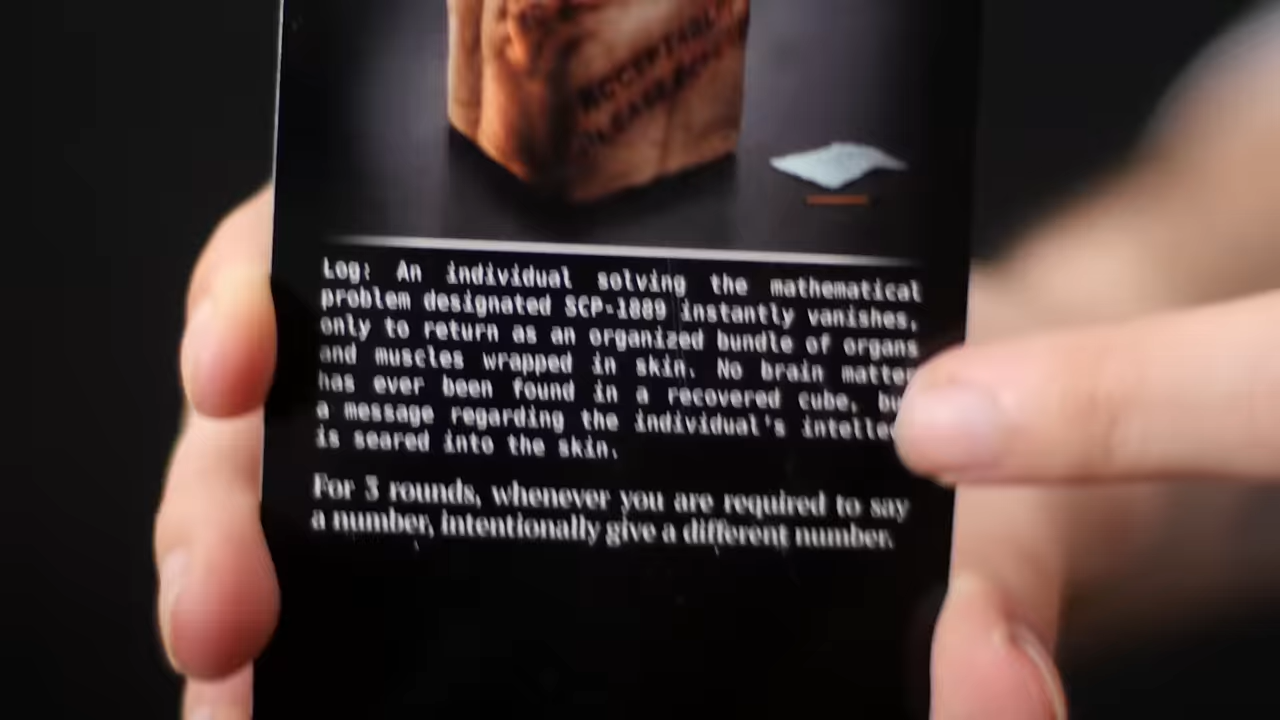 ACCEPTABLE
Log: An individual solving the mathematical
problem designated SCP-1889 instantly vanishes,
only to return as an organized bundle of organs
and muscles wrapped in skin. No brain matter
has ever been found in a recovered cube, bu
a message regarding the individual's intellec
is seared into the skin.
For 3 rounds, whenever you are required to say
a number, intentionally give a different number.